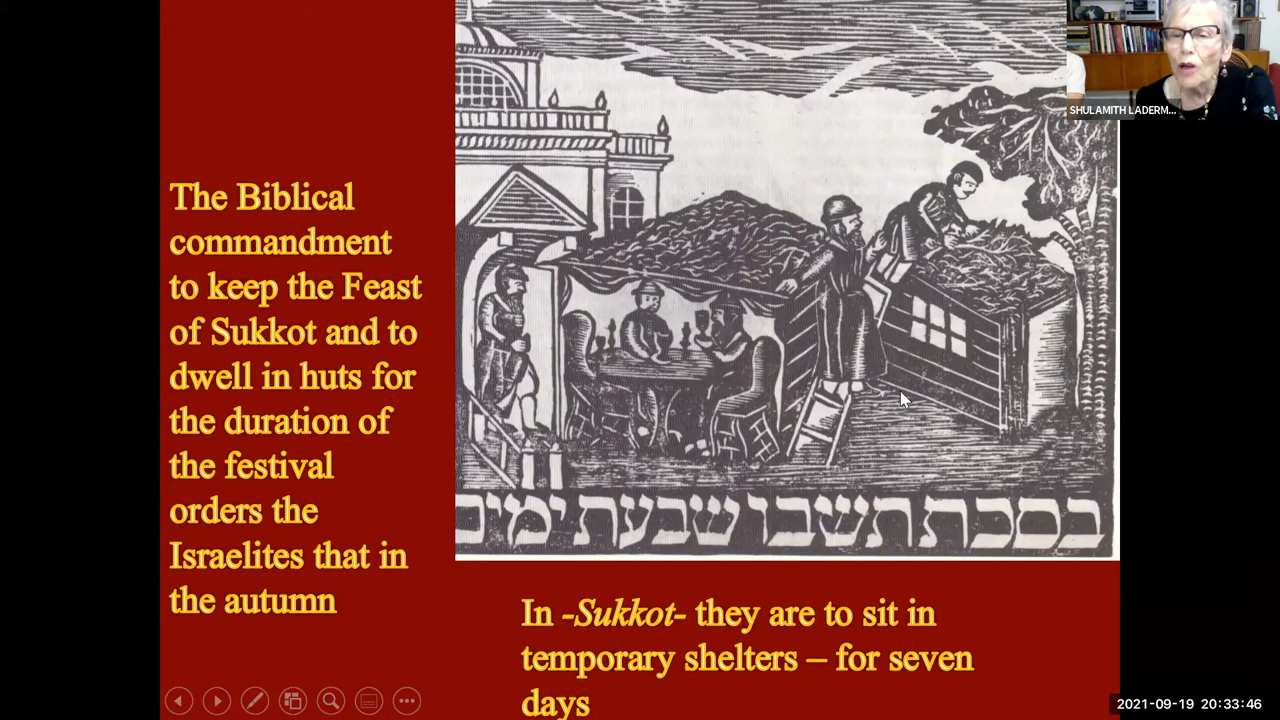 SHULAMITH LADERM...
The Biblical
commandment
to keep the Feast
of Sukkot and to
dwell in huts for
the duration of
the festival
orders the
Israelites that in
the autumn
בסכת תשבו שבעת ימים
In -Sukkot- they are to sit in
temporary shelters – for seven
days
2021-09-19 20:33:46